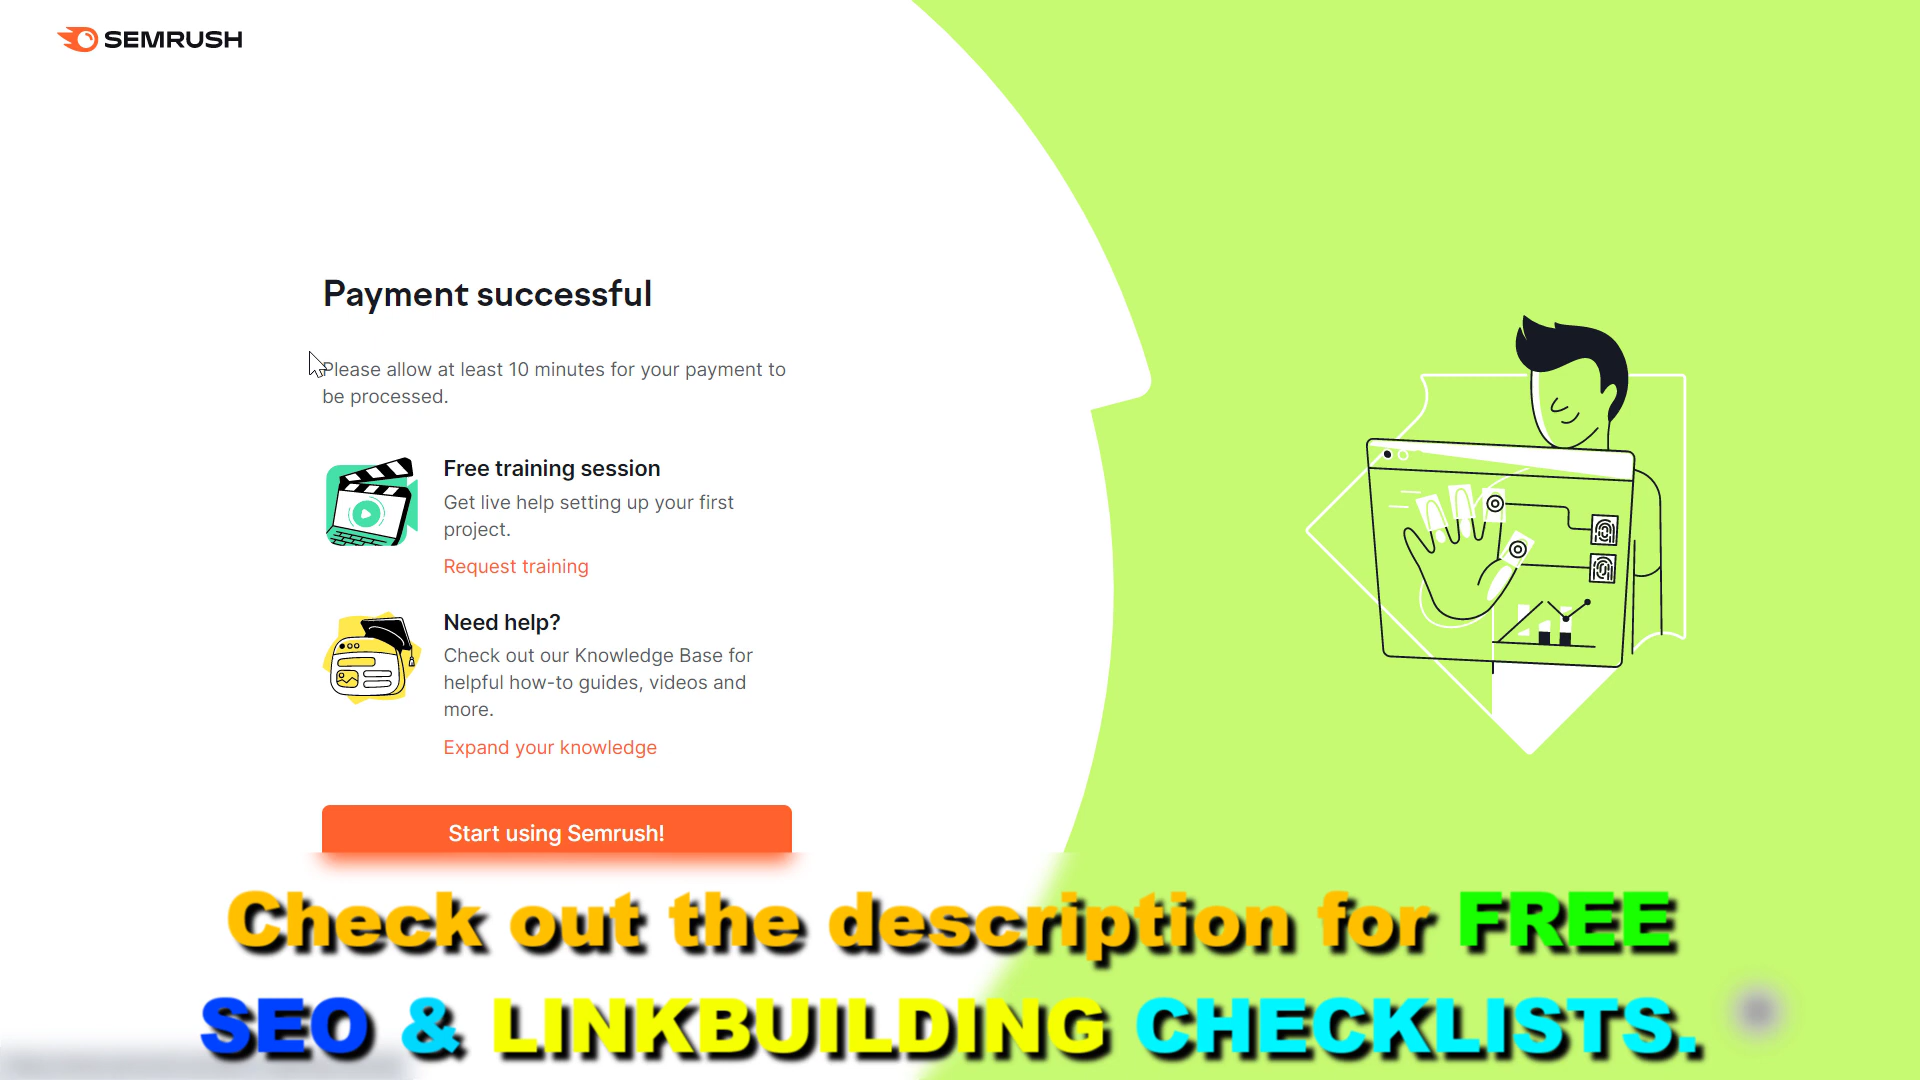 SEMRUSH
Payment successful
Please allow at least 10 minutes for your payment to
be processed.
Free training session
Get live help setting up your first
project.
Request training
Need help?
Check out our Knowledge Base for
helpful how-to guides, videos and
more.
Expand your knowledge
Start using Semrush!
Check out the description for FREE
SEO & LINKBUILDING CHECKLISTS.